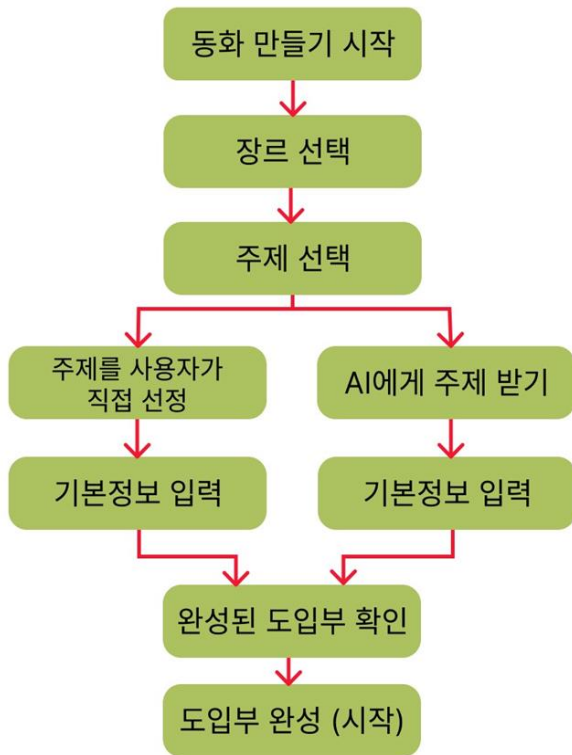 동화 만들기 시작
장르 선택
주제 선택
주제를 사용자가
직접 선정
AI에게 주제 받기
기본정보 입력
기본정보 입력
완성된 도입부 확인
도입부 완성 (시작)